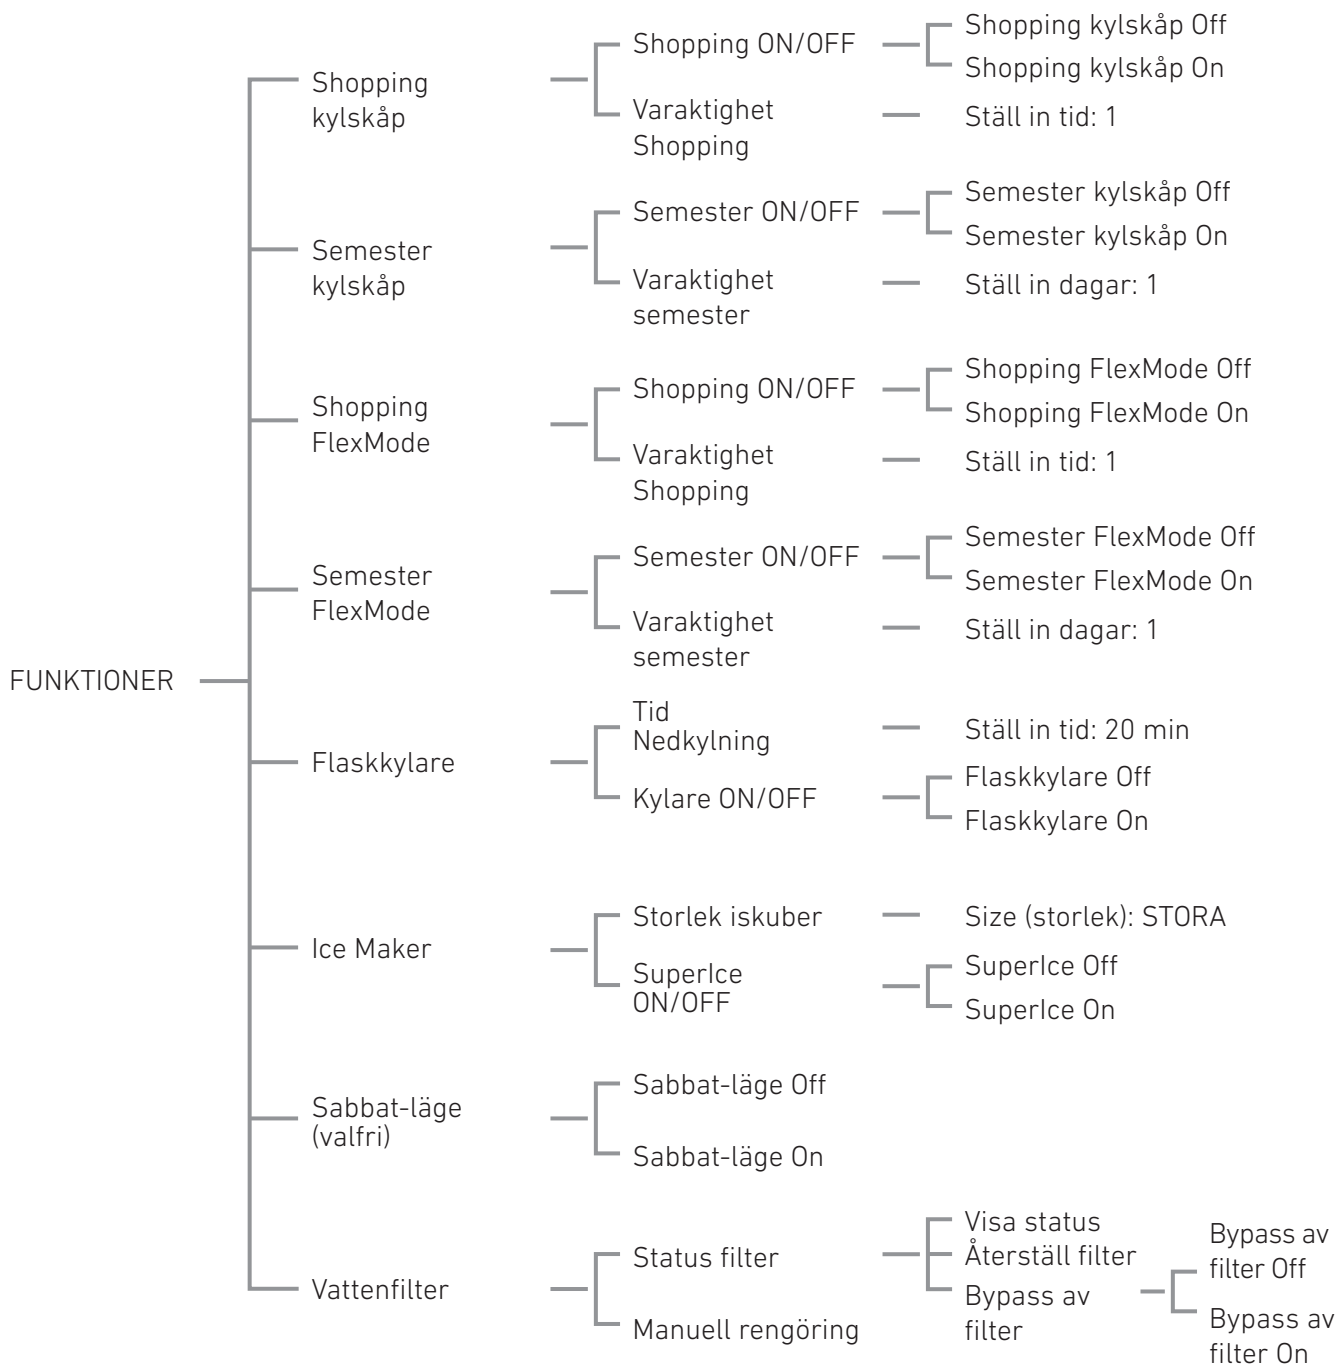 FUNKTIONER
Shopping
kylskåp
Shopping ON/OFF
Shopping kylskåp Off
Shopping kylskåp On
Varaktighet
Shopping
Ställ in tid: 1
Semester
kylskåp
Semester ON/OFF
Semester kylskåp Off
Semester kylskåp On
Varaktighet
semester
Ställ in dagar: 1
Shopping
FlexMode
Shopping ON/OFF
Shopping FlexMode Off
Shopping FlexMode On
Varaktighet
Shopping
Ställ in tid: 1
Semester
FlexMode
Semester ON/OFF
Semester FlexMode Off
Semester FlexMode On
Varaktighet
semester
Ställ in dagar: 1
Flaskkylare
Tid
Nedkylning
Ställ in tid: 20 min
Kylare ON/OFF
Flaskkylare Off
Flaskkylare On
Ice Maker
Storlek iskuber
Size (storlek): STORA
SuperIce
ON/OFF
SuperIce Off
SuperIce On
Sabbat-läge
(valfri)
Sabbat-läge Off
Sabbat-läge On
Vattenfilter
Status filter
Visa status
Återställ filter
Bypass av
filter
Bypass av
filter Off
Bypass av
filter On
Manuell rengöring